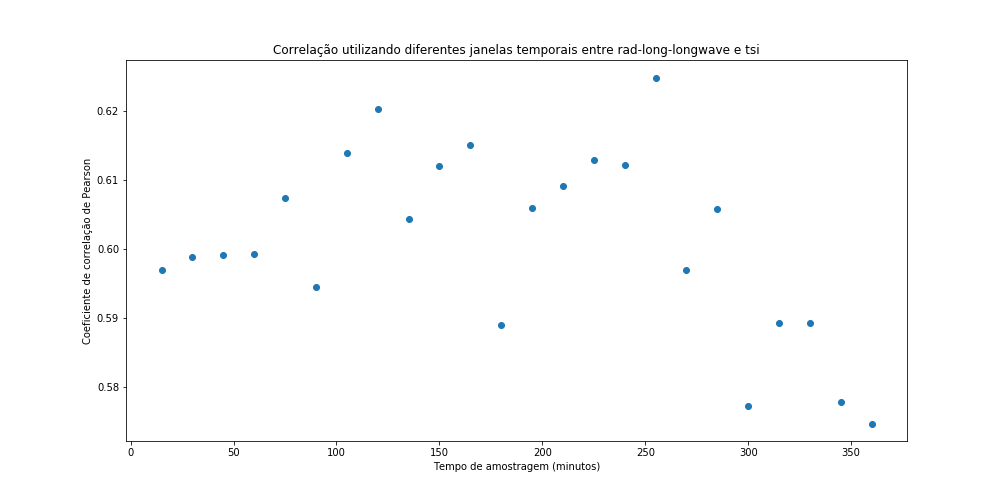 Correlação utilizando diferentes janelas temporais entre rad-long-longwave e tsi
0.62
0.61
0.60
0.59
0.58
Coeficiente de correlação de Pearson
0 50 100 150 200 250 300 350
Tempo de amostragem (minutos)